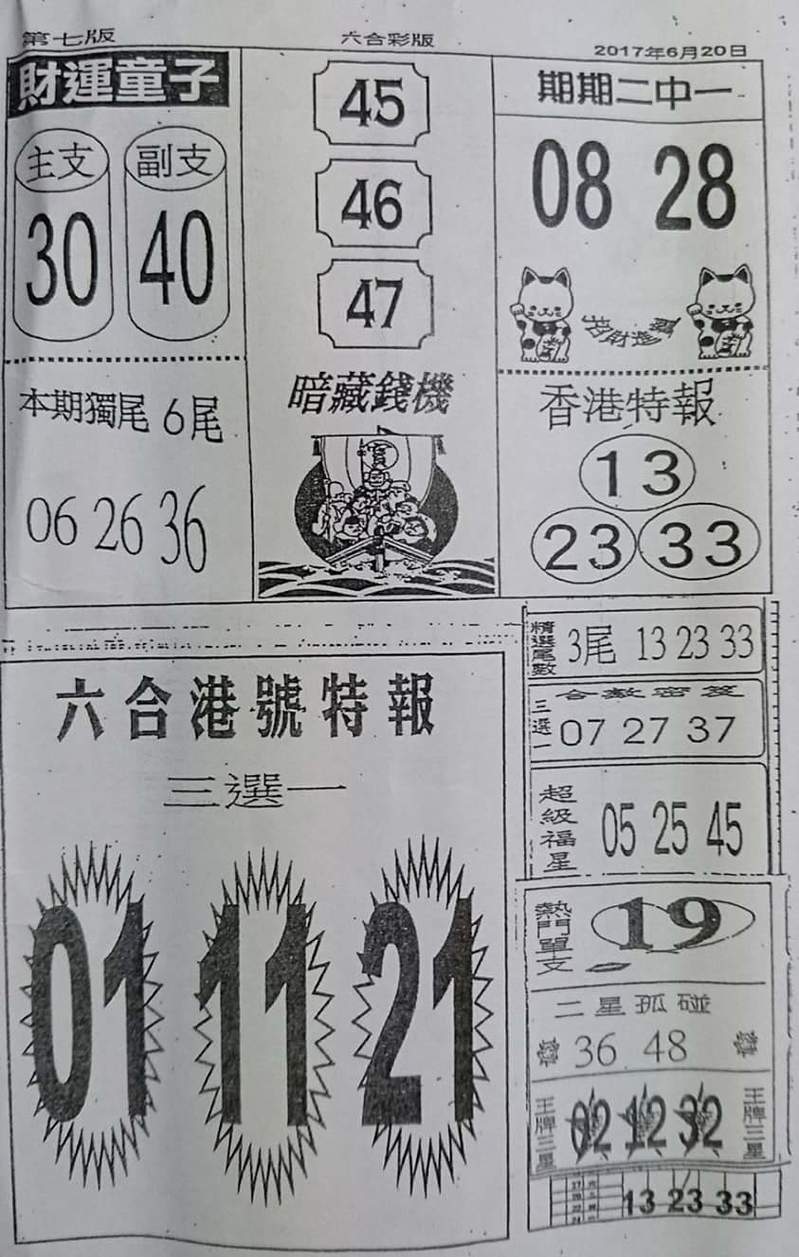 第七版
六合彩版
2017年6月20日
財運童子
主支
副支
30
40
45
46
47
期期二中一
08 28
本期獨尾 6尾
06 26 36
暗藏錢機
寶
香港特報
13
23 33
六合港號特報
三選一
01 11 21
精選尾數
3尾 13 23 33
合數密笈
三選一
07 27 37
超級福星
05 25 45
熱門單支
19
二星孤碰
36 48
王牌三星
02 12 32
王牌三星
13 23 33